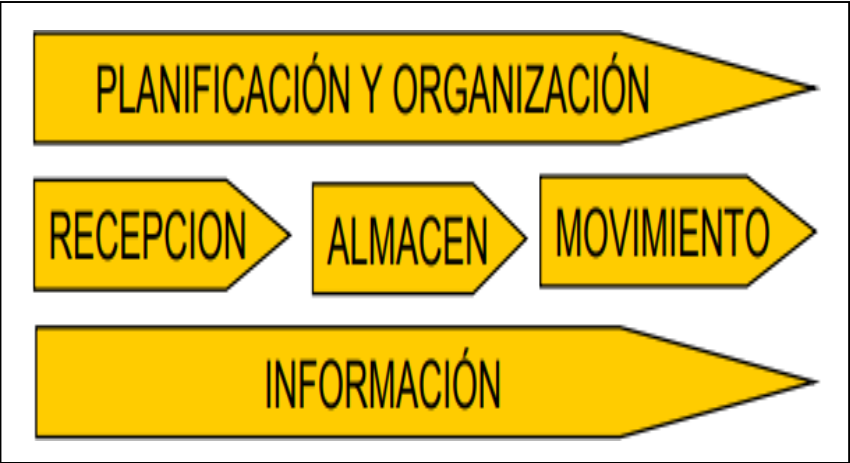 PLANIFICACIÓN Y ORGANIZACIÓN
RECEPCION
ALMACEN
MOVIMIENTO
INFORMACIÓN